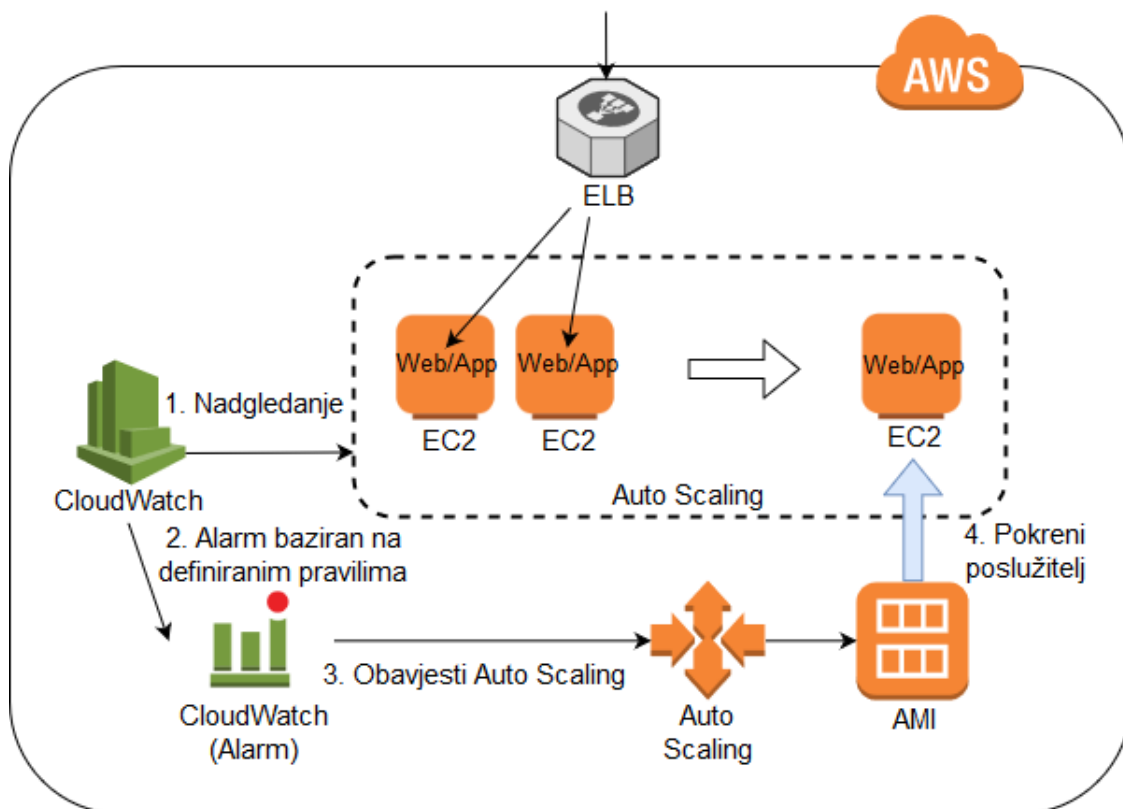 AWS
ELB
Web/App
Web/App
Web/App
EC2
EC2
EC2
Auto Scaling
1. Nadgledanje
CloudWatch
2. Alarm baziran na
definiranim pravilima
4. Pokreni
poslužitelj
3. Obavjesti Auto Scaling
CloudWatch
(Alarm)
Auto
Scaling
AMI